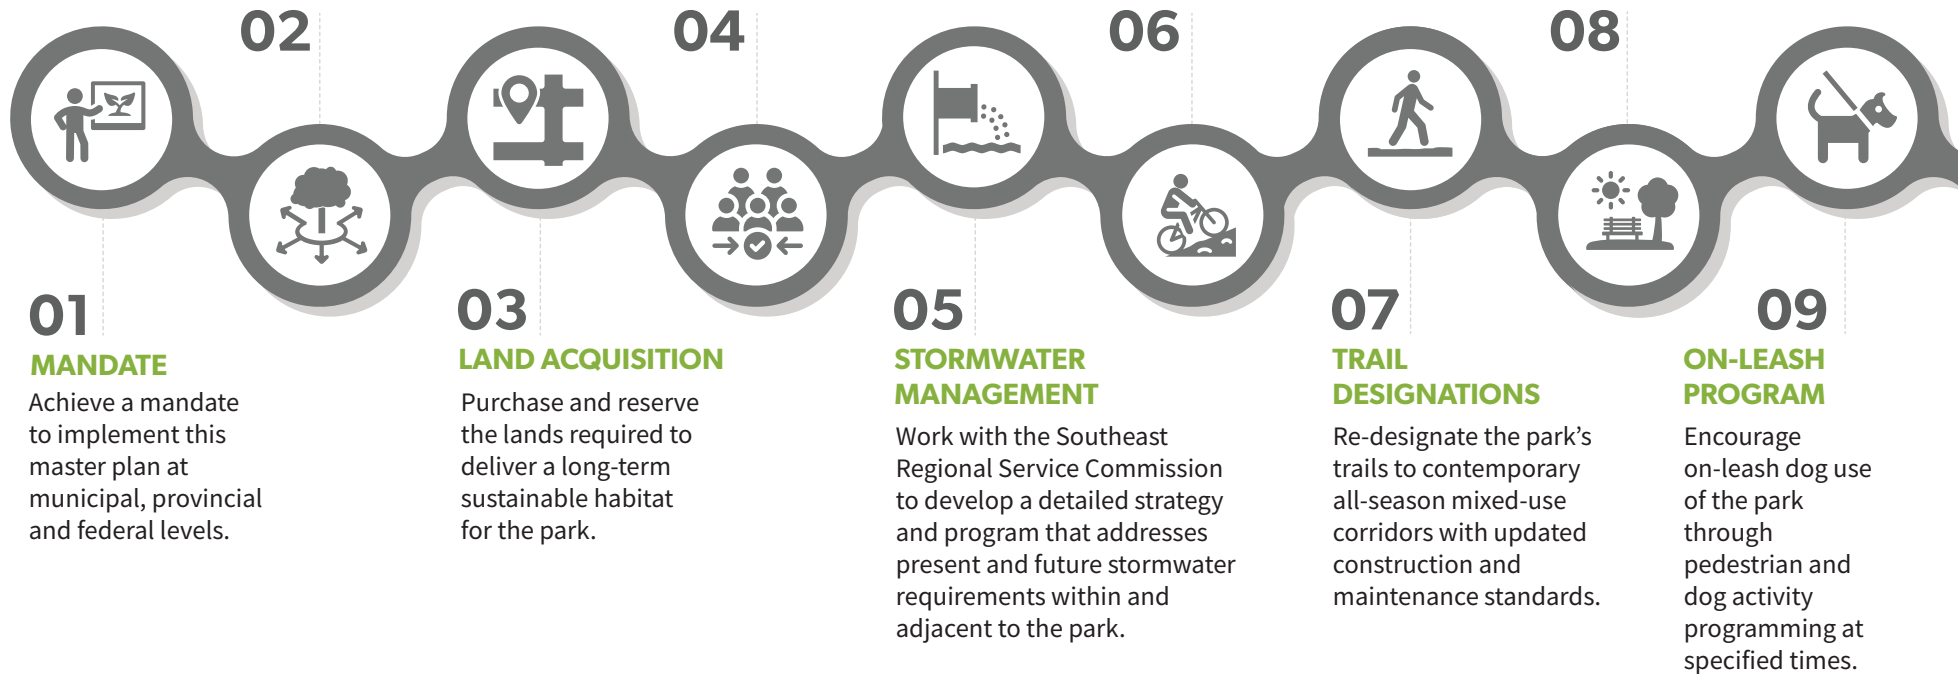 02
04
06
08
01
MANDATE
Achieve a mandate
to implement this
master plan at
municipal, provincial
and federal levels.
03
LAND ACQUISITION
Purchase and reserve
the lands required to
deliver a long-term
sustainable habitat
for the park.
05
STORMWATER
MANAGEMENT
Work with the Southeast
Regional Service Commission
to develop a detailed strategy
and program that addresses
present and future stormwater
requirements within and
adjacent to the park.
07
TRAIL
DESIGNATIONS
Re-designate the park’s
trails to contemporary
all-season mixed-use
corridors with updated
construction and
maintenance standards.
09
ON-LEASH
PROGRAM
Encourage
on-leash dog use
of the park
through
pedestrian and
dog activity
programming at
specified times.